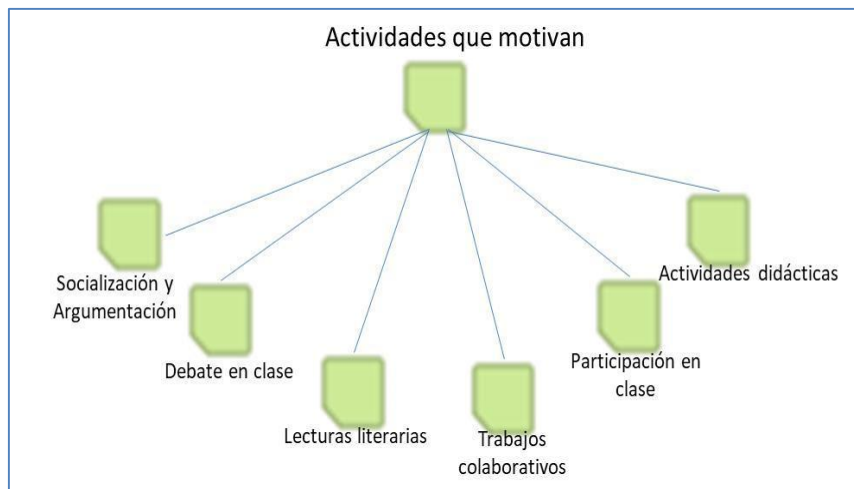 Actividades que motivan
Socialización y
Argumentación
Debate en clase
Lecturas literarias
Trabajos
colaborativos
Participación en
clase
Actividades didácticas